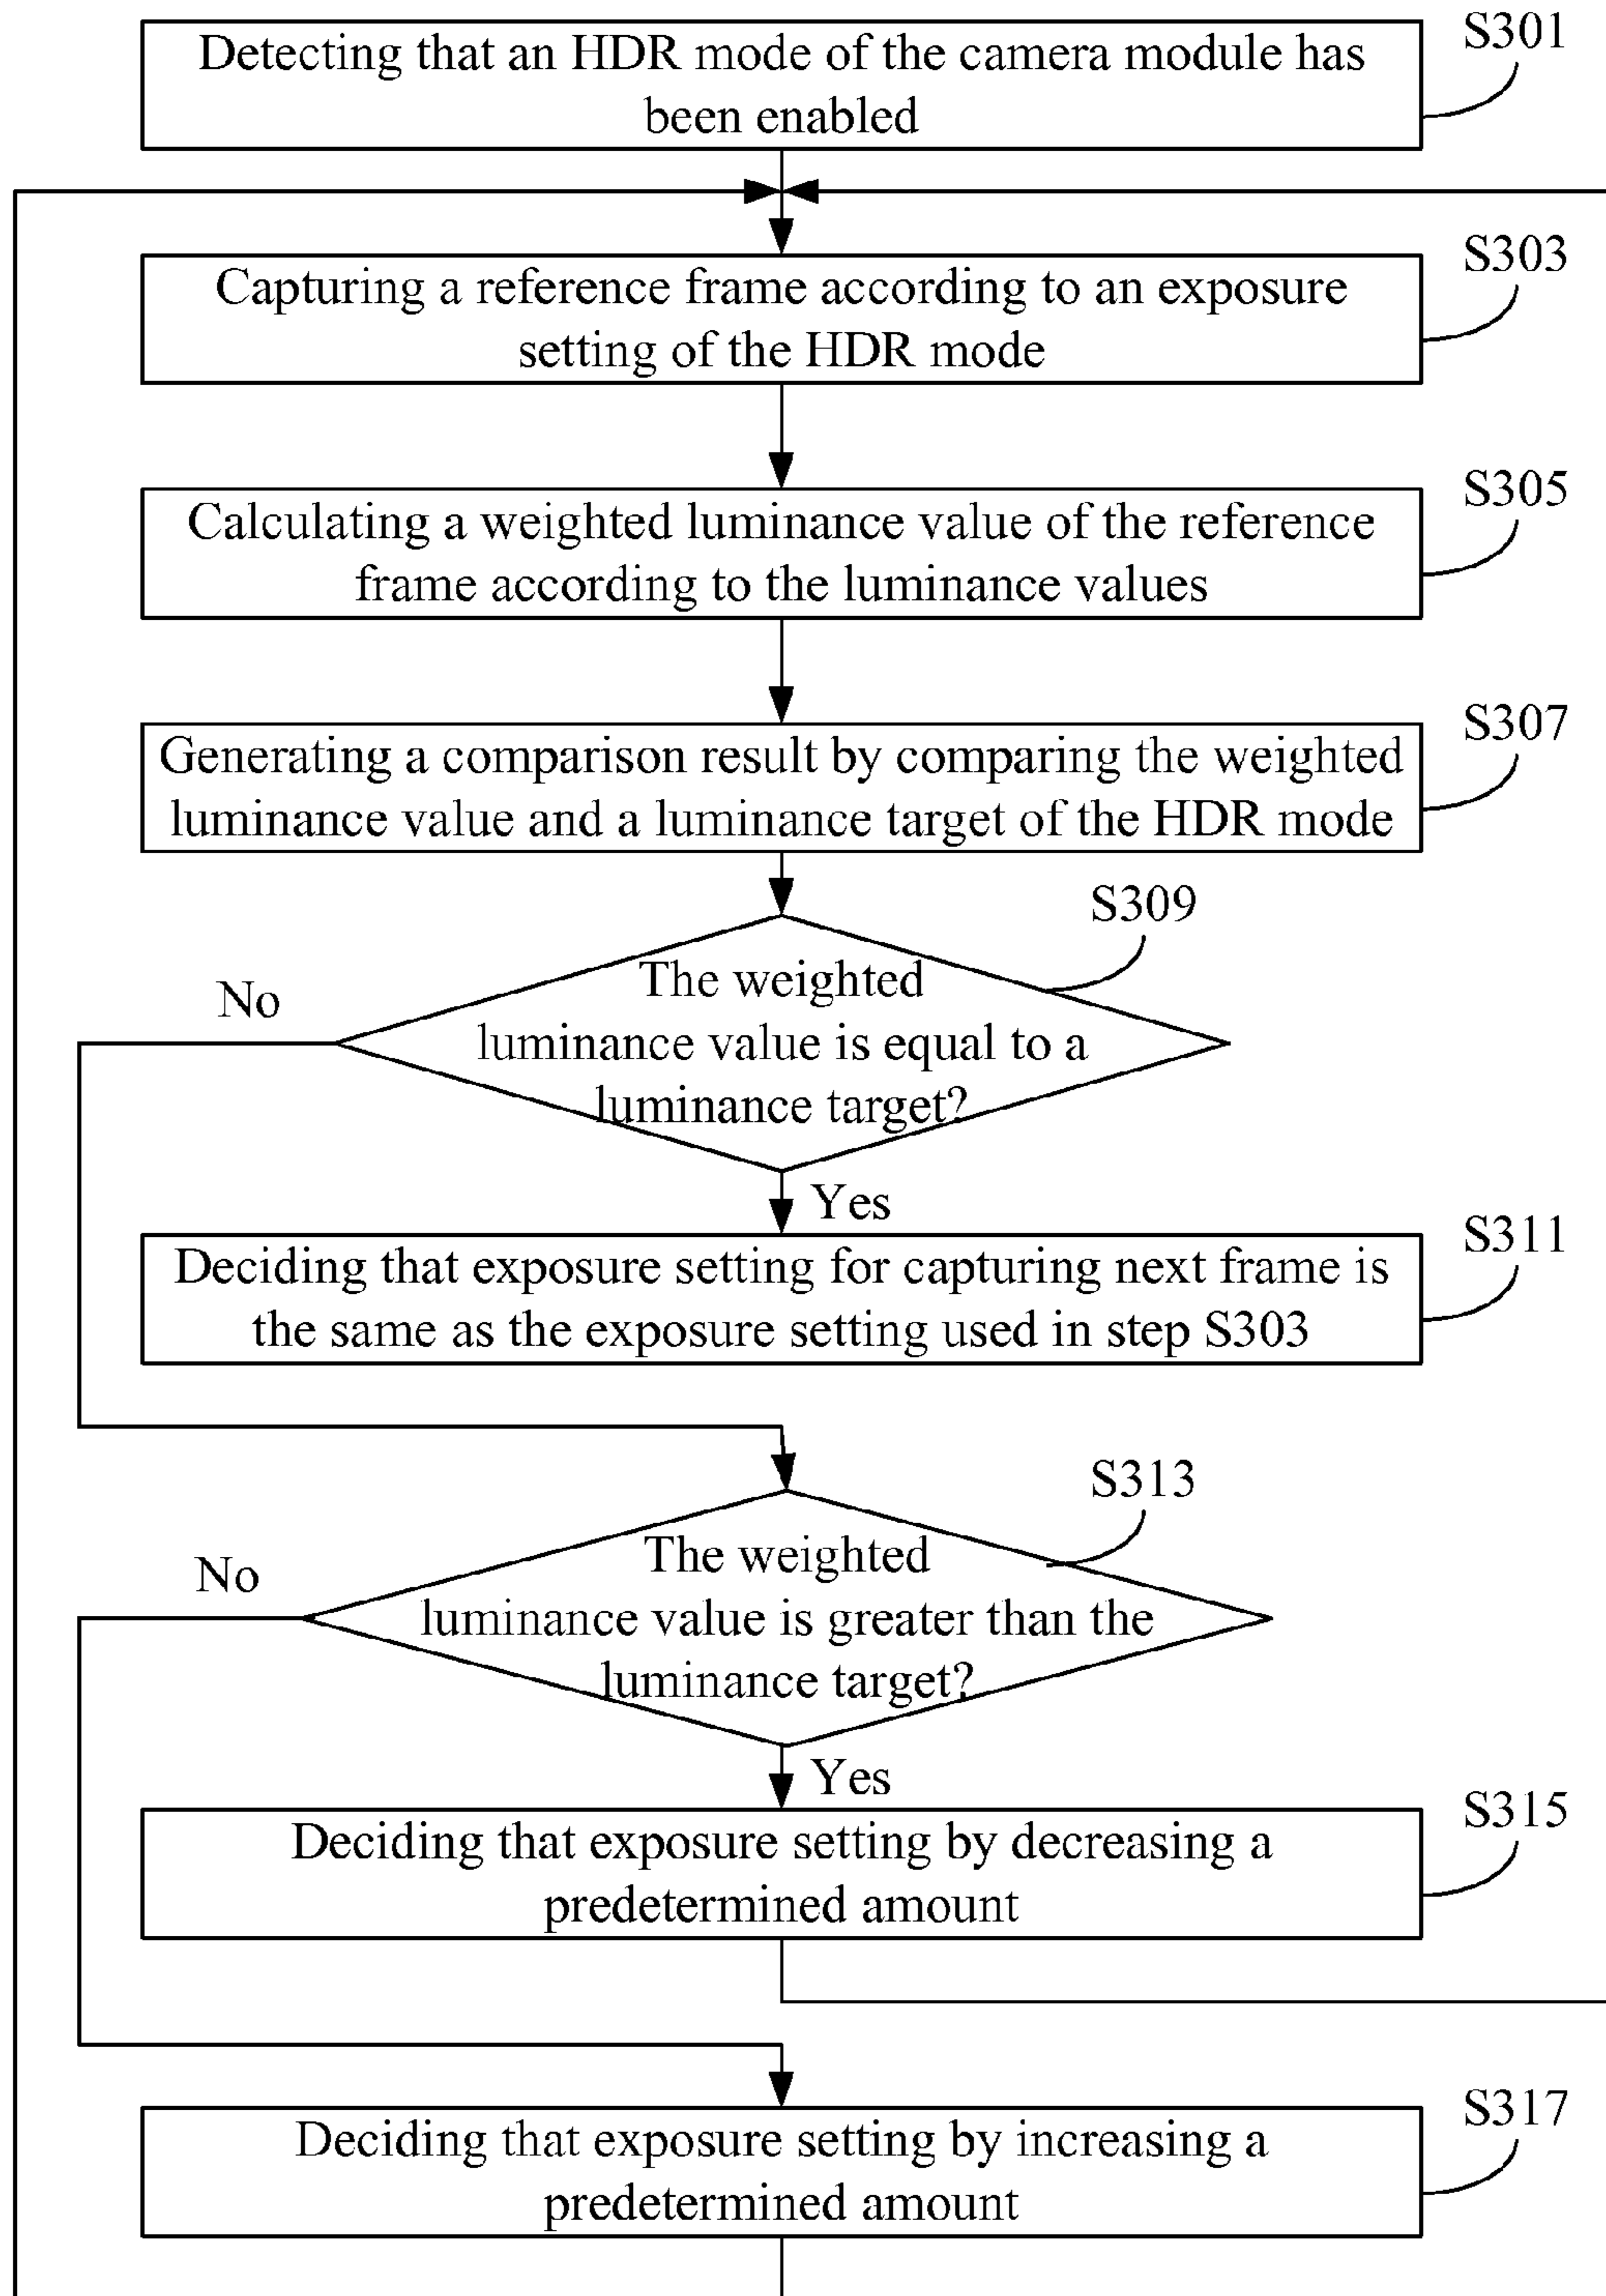 S301
Detecting that an HDR mode of the camera module has
been enabled
S303
Capturing a reference frame according to an exposure
setting of the HDR mode
S305
Calculating a weighted luminance value of the reference
frame according to the luminance values
S307
Generating a comparison result by comparing the weighted
luminance value and a luminance target of the HDR mode
S309
No
The weighted
luminance value is equal to a
luminance target?
Yes
S311
Deciding that exposure setting for capturing next frame is
the same as the exposure setting used in step S303
S313
No
The weighted
luminance value is greater than the
luminance target?
Yes
S315
Deciding that exposure setting by decreasing a
predetermined amount
S317
Deciding that exposure setting by increasing a
predetermined amount